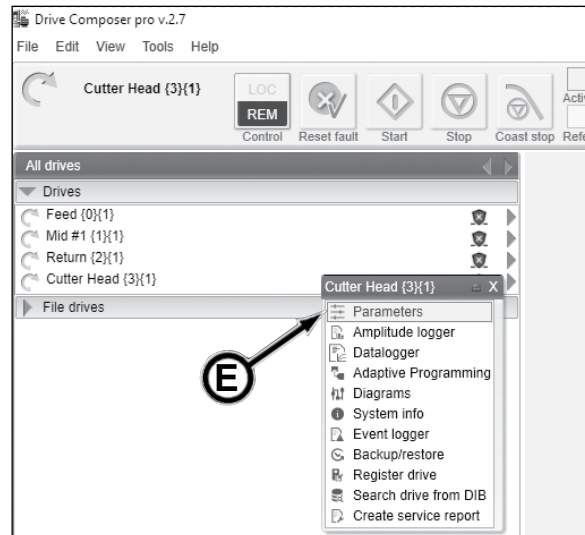 Drive Composer pro v.2.7
File Edit View Tools Help
Cutter Head {3}{1}
LOC
REM
Control Reset fault Start Stop Coast stop
Activ
Refe
All drives
Drives
Feed {0}{1}
Mid #1 {1}{1}
Return {2}{1}
Cutter Head {3}{1}
File drives
Cutter Head {3}{1} X
Parameters
Amplitude logger
Datalogger
Adaptive Programming
Diagrams
System info
Event logger
Backup/restore
Register drive
Search drive from DIB
Create service report
E